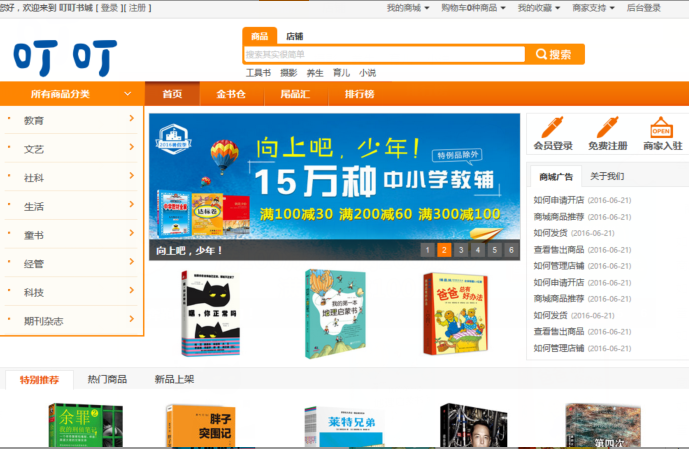 您好，欢迎来到 叮叮书城 [ 登录 ][ 注册 ]
我的商城 购物车0种商品 我的收藏 商家支持 后台登录
叮叮
商品 店铺
搜索其实很简单
搜索
工具书 摄影 养生 育儿 小说
所有商品分类 首页 金书仓 尾品汇 排行榜
教育
文艺
社科
生活
童书
经管
科技
期刊杂志
向上吧，少年！
特例品除外
15万种中小学教辅
满100减30 满200减60 满300减100
向上吧，少年！
1 2 3 4 5 6
会员登录 免费注册 商家入驻
OPEN
商城广告 关于我们
如何申请开店 (2016-06-21)
商城商品推荐 (2016-06-21)
如何发货 (2016-06-21)
查看售出商品 (2016-06-21)
如何管理店铺 (2016-06-21)
如何申请开店 (2016-06-21)
商城商品推荐 (2016-06-21)
如何发货 (2016-06-21)
查看售出商品 (2016-06-21)
如何管理店铺 (2016-06-21)
嘿，你正常吗
我的第一本
地理启蒙书
爸爸总有好办法
特别推荐 热门商品 新品上架
余罪
我的刑侦笔记
胖子
突围记
莱特兄弟
第四次